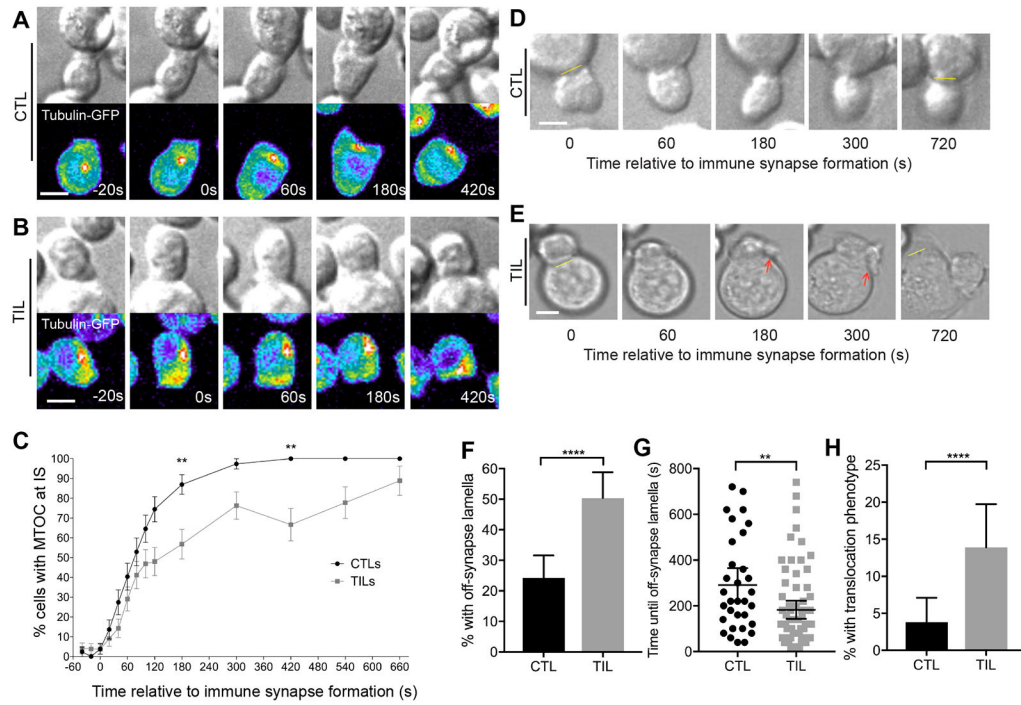 A
CTL
Tubulin-GFP
-20s
0s
60s
180s
420s
B
TIL
Tubulin-GFP
-20s
0s
60s
180s
420s
C
% cells with MTOC at IS
100
90
80
70
60
50
40
30
20
10
0
**
**
CTLs
TILs
-60
0
60
120
180
240
300
360
420
480
540
600
660
Time relative to immune synapse formation (s)
D
CTL
0 60 180 300 720
Time relative to immune synapse formation (s)
E
TIL
0 60 180 300 720
Time relative to immune synapse formation (s)
F
****
% with off-synapse lamella
60
50
40
30
20
10
0
CTL TIL
G
**
Time until off-synapse lamella (s)
800
600
400
200
0
CTL TIL
H
****
% with translocation phenotype
25
20
15
10
5
0
CTL TIL